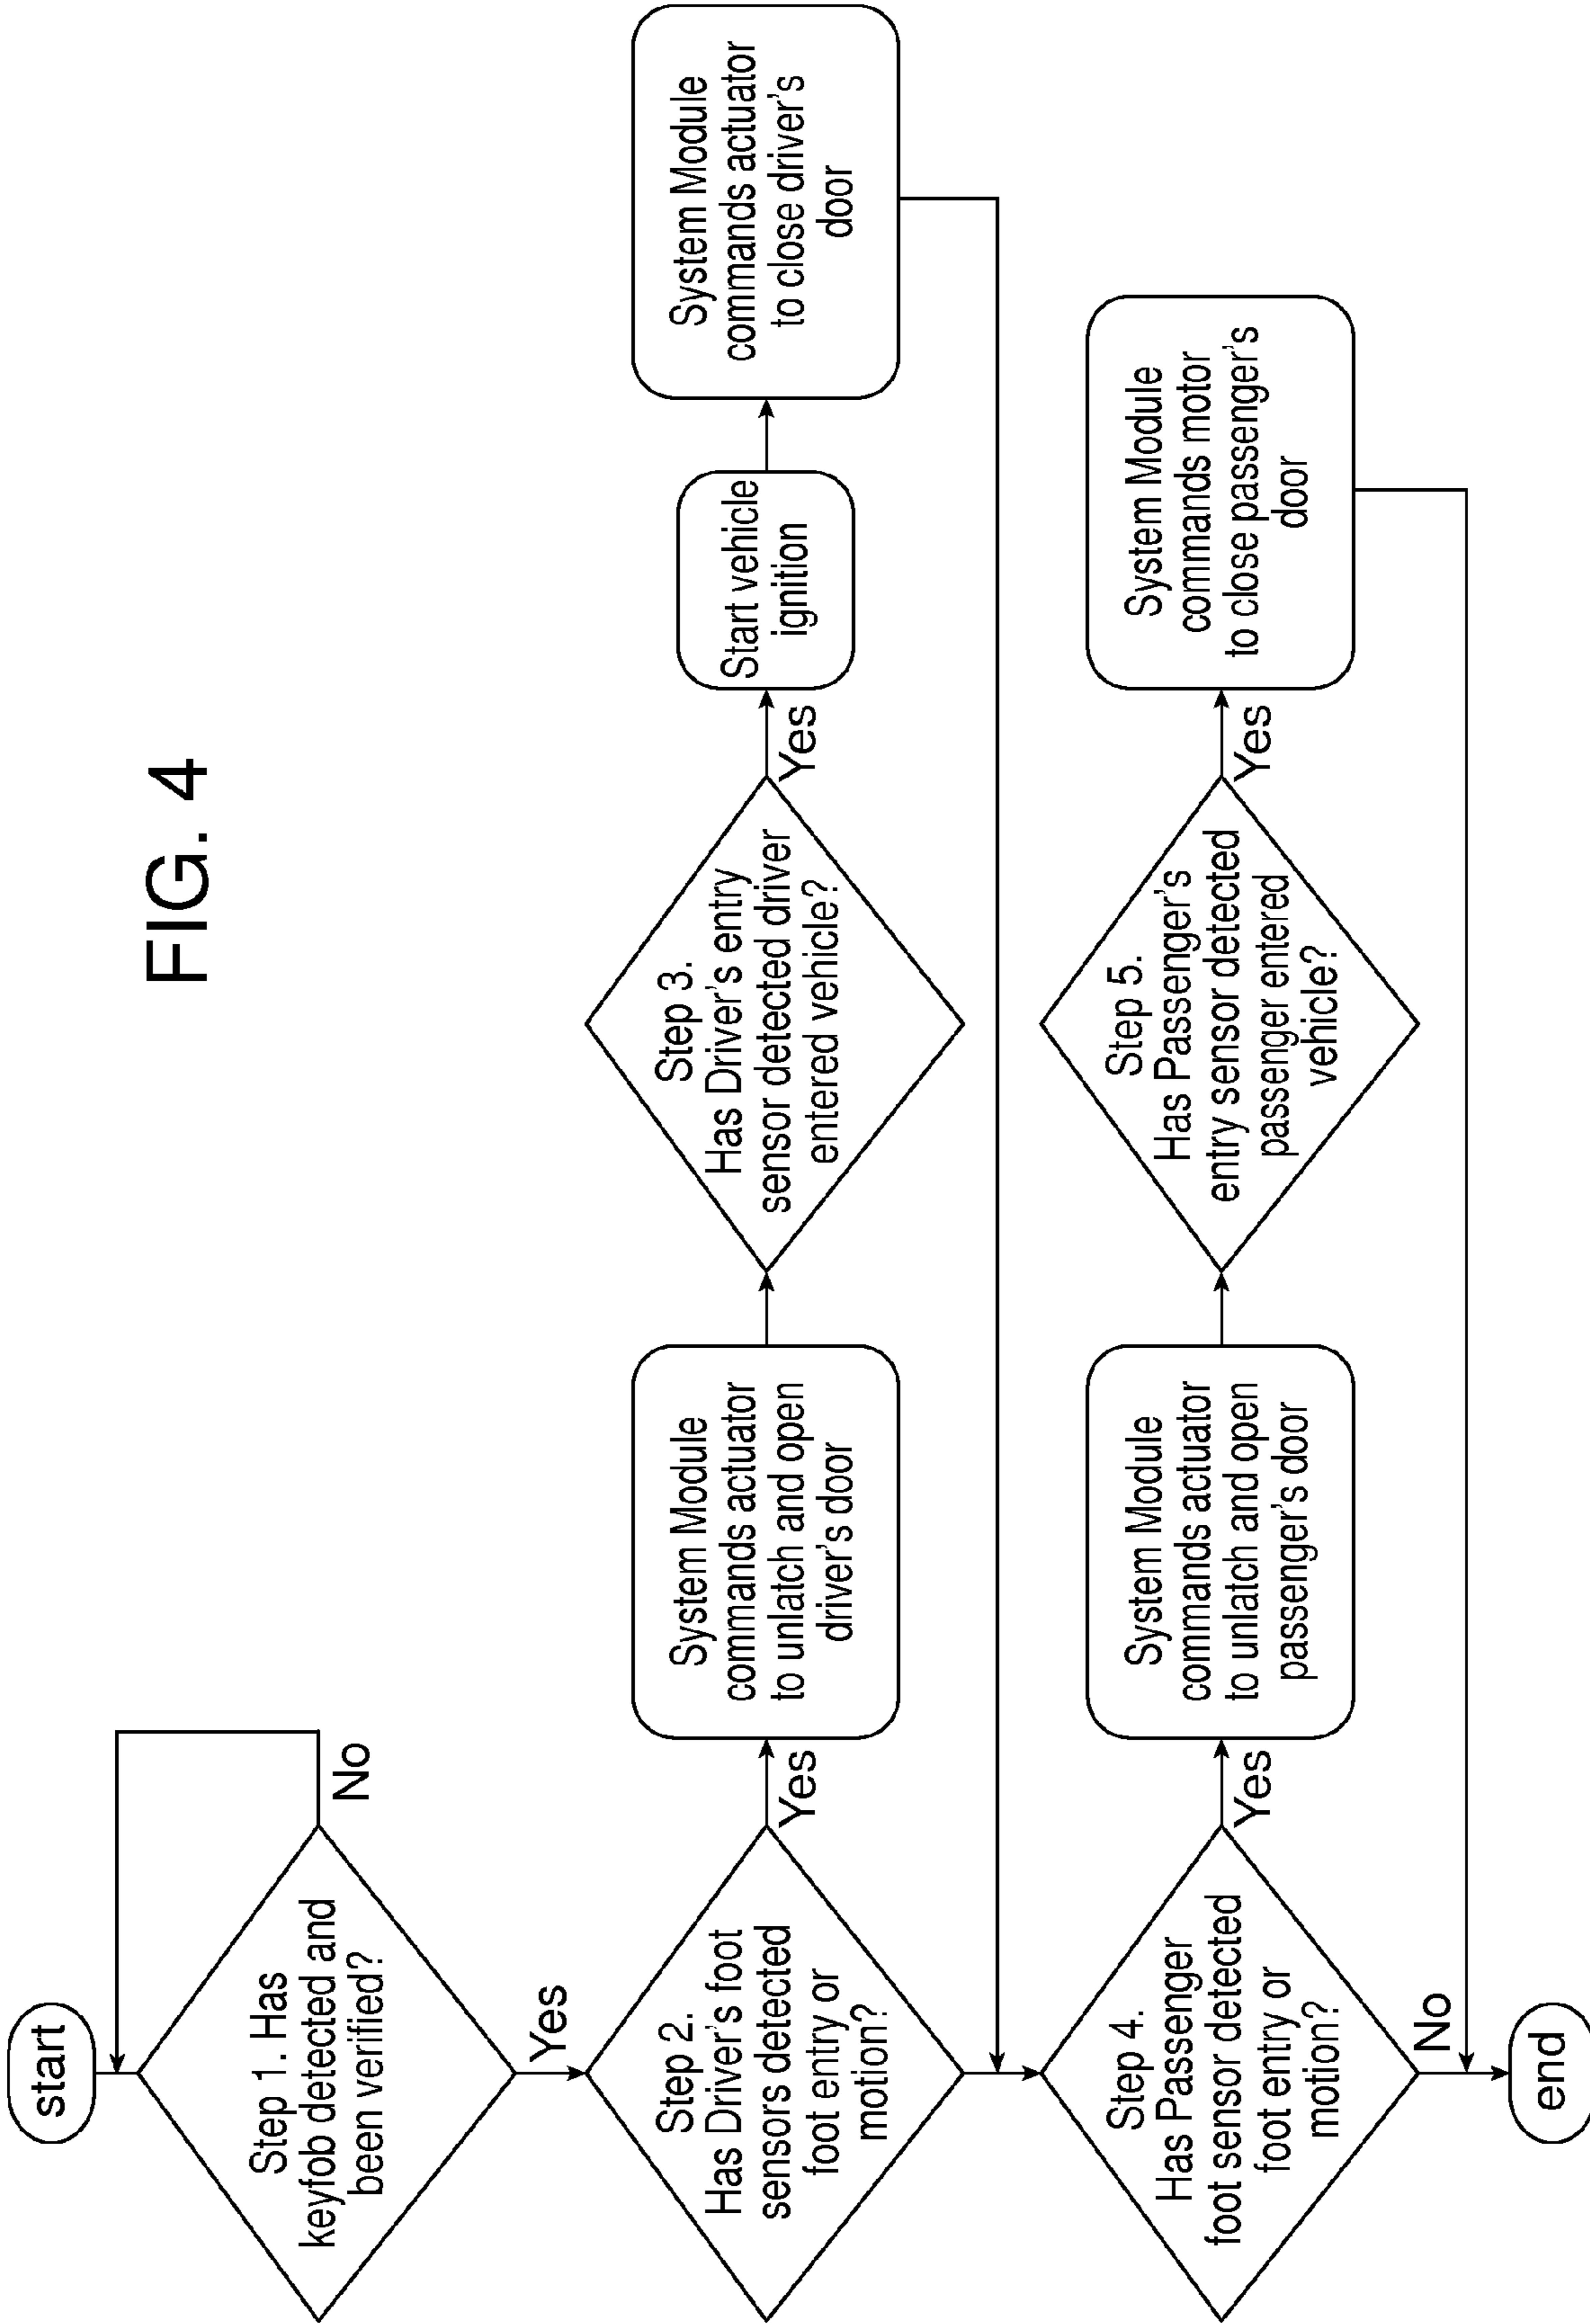 FIG. 4
start
Step 1. Has
keyfob detected and
been verified?
No
Yes
Step 2.
Has Driver's foot
sensors detected
foot entry or
motion?
Yes
System Module
commands actuator
to unlatch and open
driver's door
Step 3.
Has Driver's entry
sensor detected driver
entered vehicle?
Yes
Start vehicle
ignition
System Module
commands actuator
to close driver's
door
Step 4.
Has Passenger
foot sensor detected
foot entry or
motion?
Yes
System Module
commands actuator
to unlatch and open
passenger's door
Step 5.
Has Passenger's
entry sensor detected
passenger entered
vehicle?
Yes
System Module
commands motor
to close passenger's
door
No
end